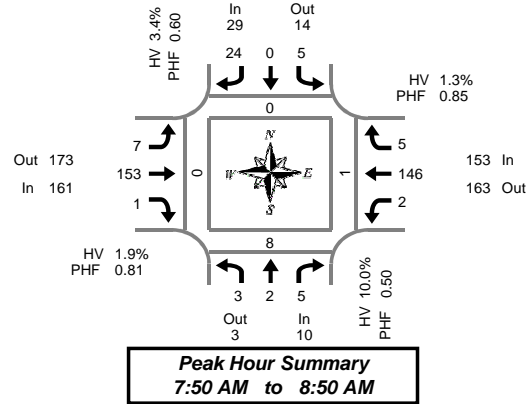 In Out
29 14
24 0 5
HV 3.4%
PHF 0.60
0
HV 1.3%
PHF 0.85
7
5
Out 173
153
0
N
W E
S
1
146
153 In
In 161
1
2
163 Out
8
HV 1.9%
PHF 0.81
3 2 5
HV 10.0%
PHF 0.50
Out In
3 10
Peak Hour Summary
7:50 AM to 8:50 AM